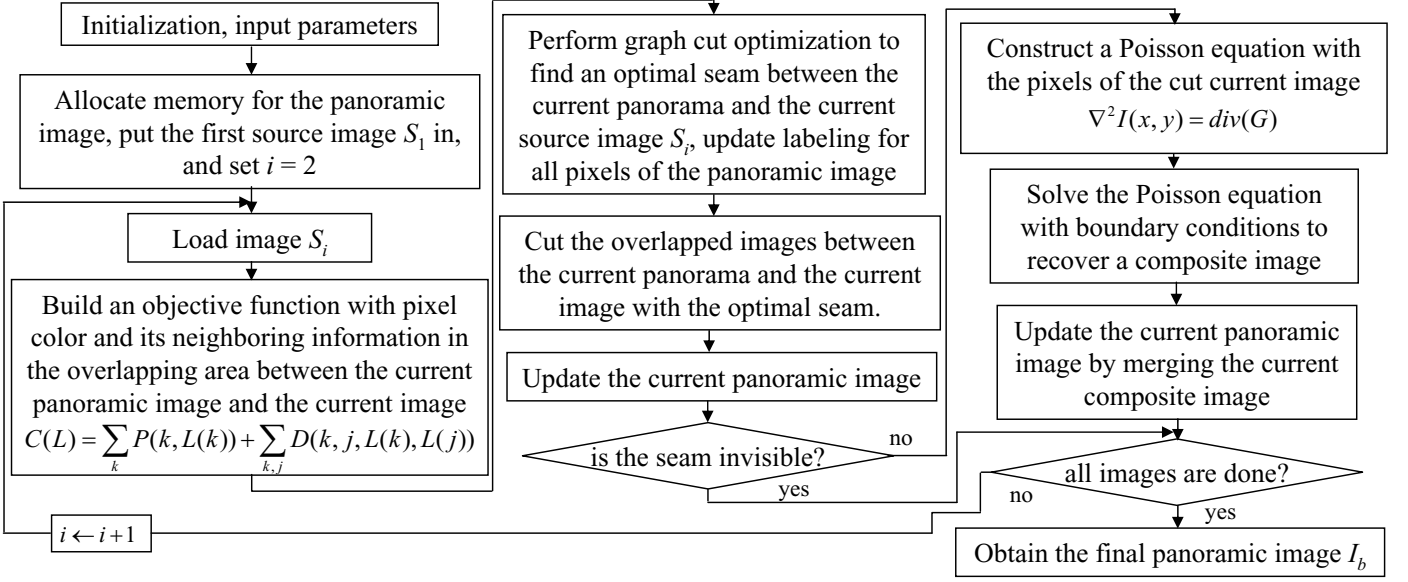 Initialization, input parameters
Allocate memory for the panoramic
image, put the first source image S₁ in,
and set i = 2
Load image Sᵢ
Build an objective function with pixel
color and its neighboring information in
the overlapping area between the current
panoramic image and the current image
C(L) = ∑ₖ P(k, L(k)) + ∑ₖ,ⱼ D(k, j, L(k), L(j))
i ← i+1
Perform graph cut optimization to
find an optimal seam between the
current panorama and the current
source image Sᵢ, update labeling for
all pixels of the panoramic image
Cut the overlapped images between
the current panorama and the current
image with the optimal seam.
Update the current panoramic image
is the seam invisible?
no
yes
Construct a Poisson equation with
the pixels of the cut current image
∇²I(x, y) = div(G)
Solve the Poisson equation
with boundary conditions to
recover a composite image
Update the current panoramic
image by merging the current
composite image
all images are done?
no
yes
Obtain the final panoramic image I_b